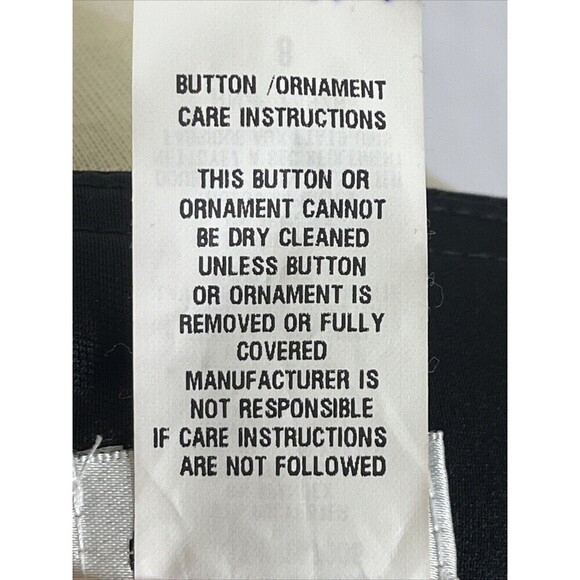 BUTTON /ORNAMENT
CARE INSTRUCTIONS
THIS BUTTON OR
ORNAMENT CANNOT
BE DRY CLEANED
UNLESS BUTTON
OR ORNAMENT IS
REMOVED OR FULLY
COVERED
MANUFACTURER IS
NOT RESPONSIBLE
IF CARE INSTRUCTIONS
ARE NOT FOLLOWED